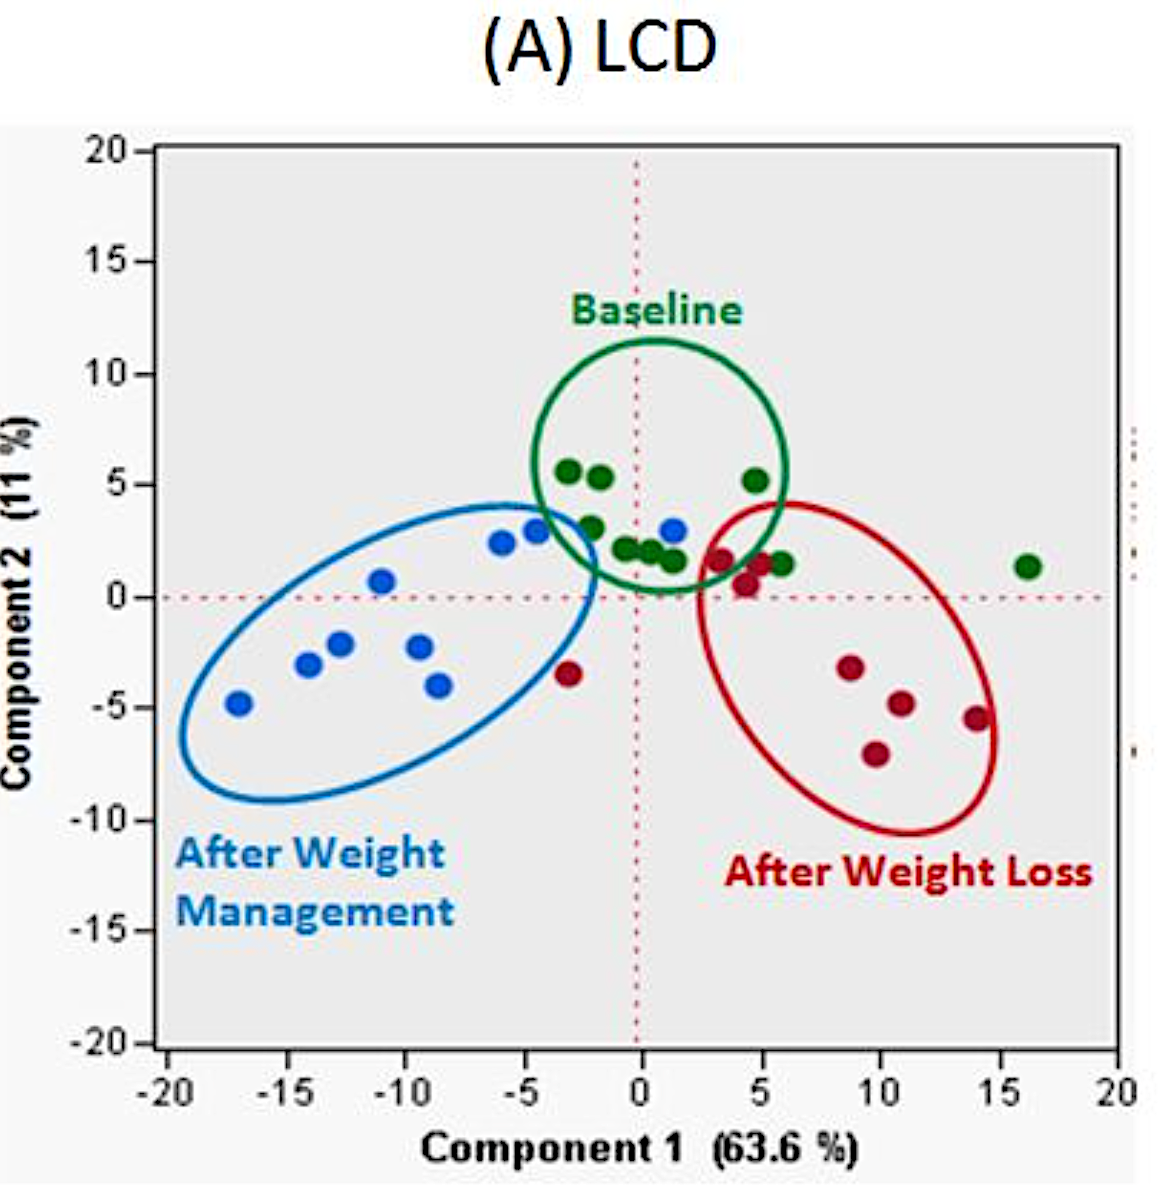 (A) LCD
20
15
10
5
0
-5
-10
-15
-20
Component 2 (11 %)
Baseline
After Weight
Management
After Weight Loss
-20 -15 -10 -5 0 5 10 15 20
Component 1 (63.6 %)